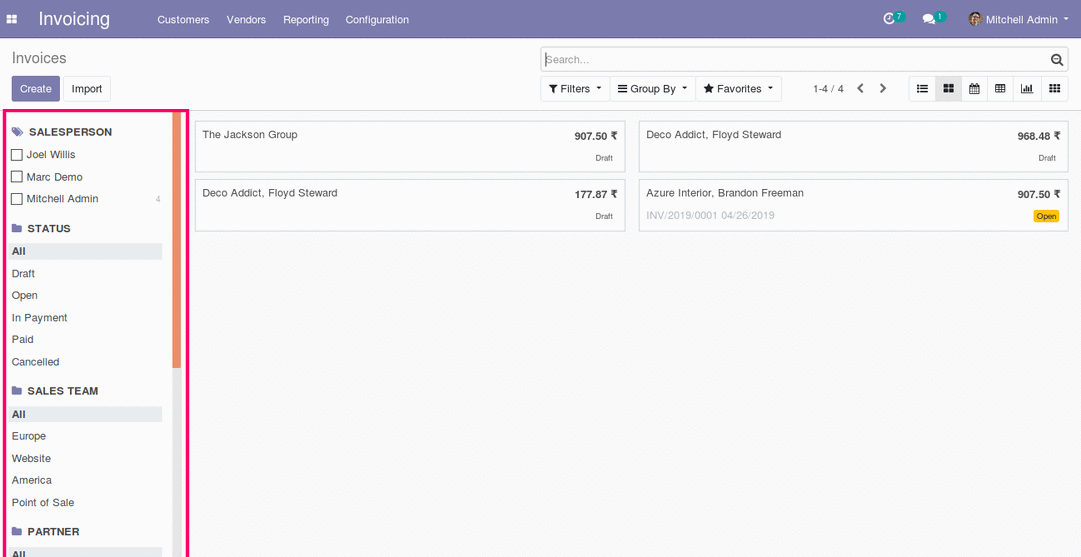 Invoicing Customers Vendors Reporting Configuration 7 1 Mitchell Admin
Invoices
Search...
Create Import
Filters Group By Favorites 1-4 / 4
SALESPERSON
Joel Willis
Marc Demo
Mitchell Admin 4
STATUS
All
Draft
Open
In Payment
Paid
Cancelled
SALES TEAM
All
Europe
Website
America
Point of Sale
PARTNER
All
The Jackson Group 907.50 ₹
Draft
Deco Addict, Floyd Steward 968.48 ₹
Draft
Deco Addict, Floyd Steward 177.87 ₹
Draft
Azure Interior, Brandon Freeman 907.50 ₹
INV/2019/0001 04/26/2019 Open